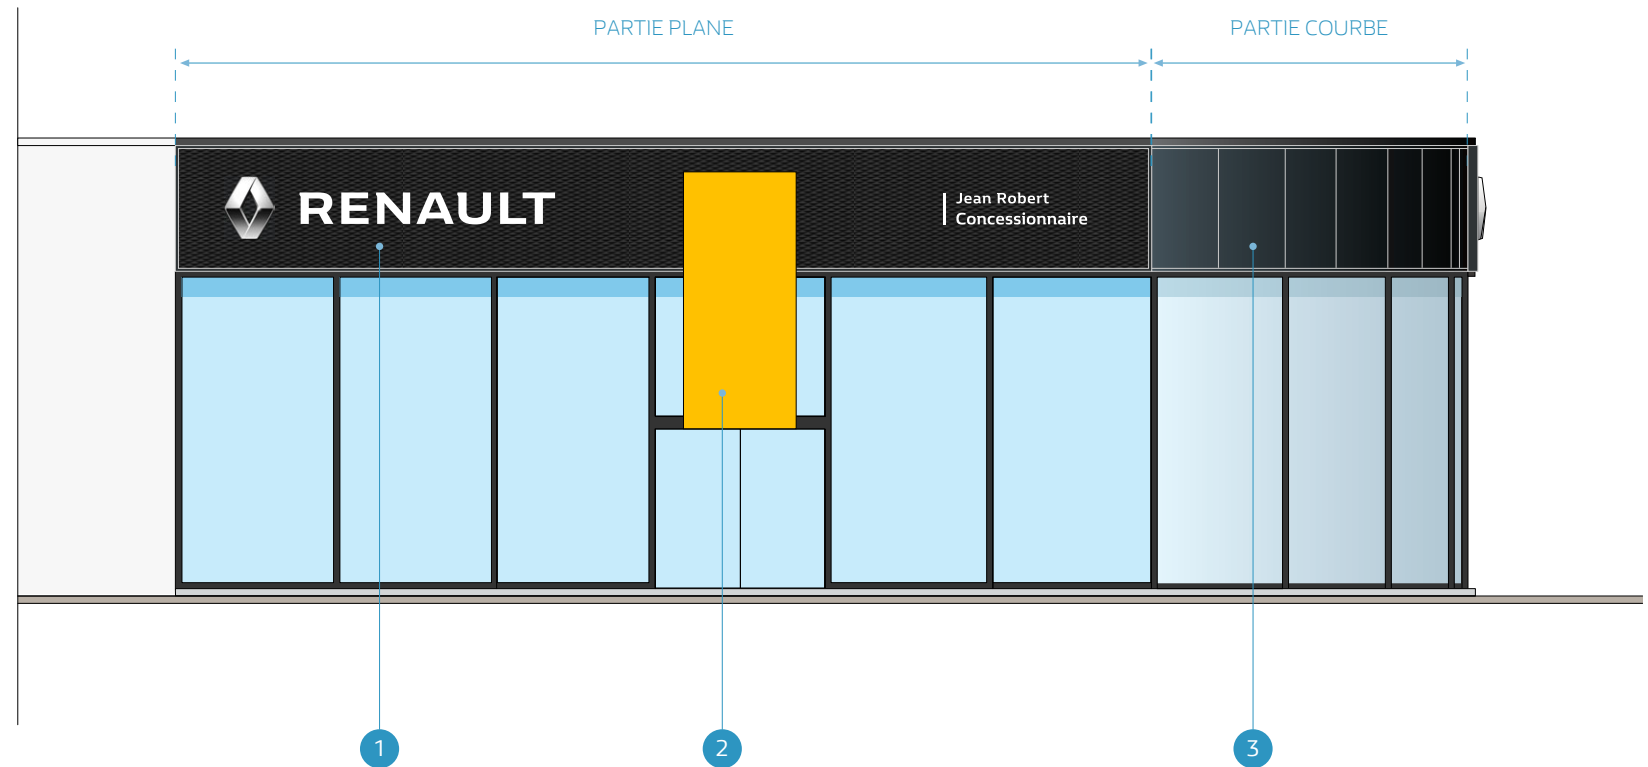 PARTIE PLANE
PARTIE COURBE
RENAULT
Jean Robert
Concessionnaire
1
2
3